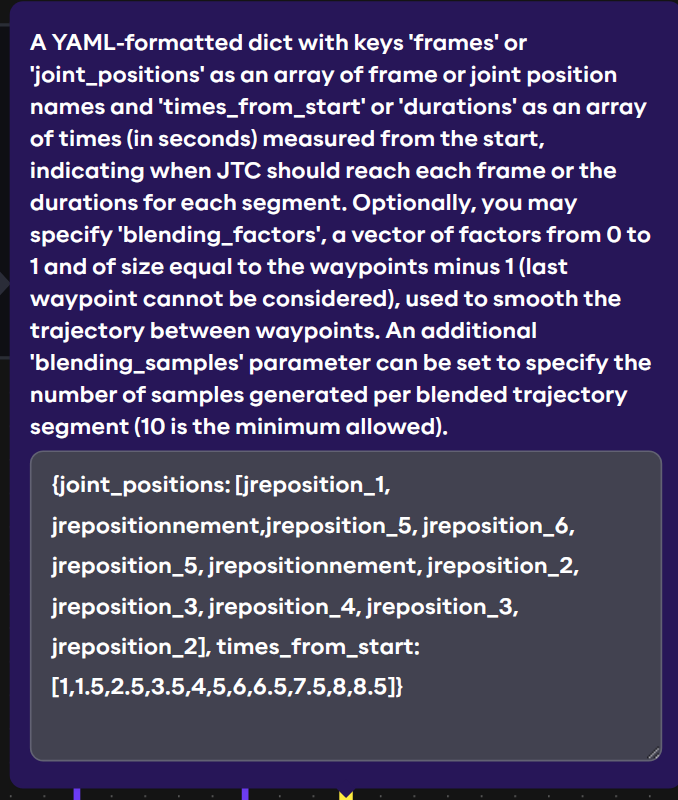 A YAML-formatted dict with keys 'frames' or
'joint_positions' as an array of frame or joint position
names and 'times_from_start' or 'durations' as an array
of times (in seconds) measured from the start,
indicating when JTC should reach each frame or the
durations for each segment. Optionally, you may
specify 'blending_factors', a vector of factors from 0 to
1 and of size equal to the waypoints minus 1 (last
waypoint cannot be considered), used to smooth the
trajectory between waypoints. An additional
'blending_samples' parameter can be set to specify the
number of samples generated per blended trajectory
segment (10 is the minimum allowed).
{joint_positions: [jreposition_1,
jrepositionnement,jreposition_5, jreposition_6,
jreposition_5, jrepositionnement, jreposition_2,
jreposition_3, jreposition_4, jreposition_3,
jreposition_2], times_from_start:
[1,1.5,2.5,3.5,4,5,6,6.5,7.5,8,8.5]}